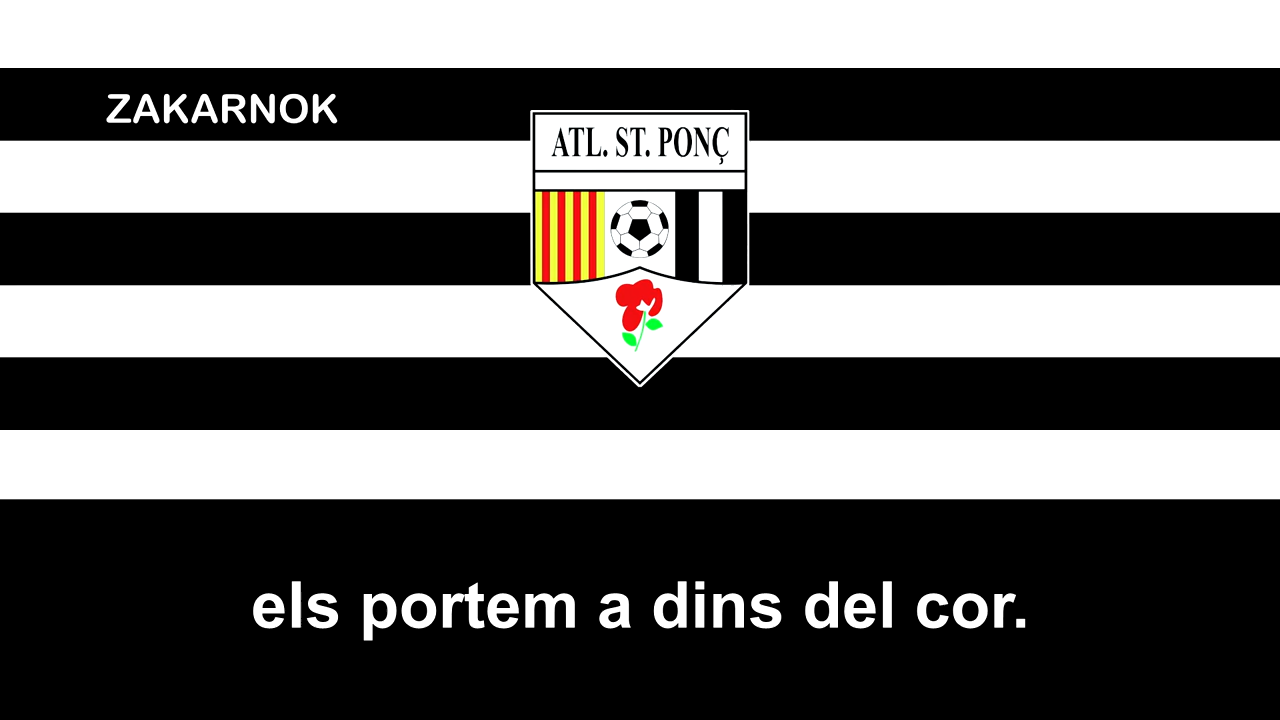 ZAKARNOK
ATL. ST. PONÇ
els portem a dins del cor.